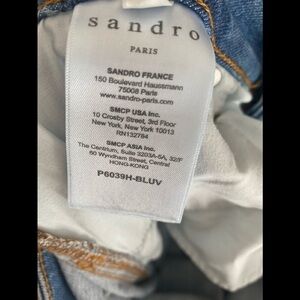 sandro
PARIS
SANDRO FRANCE
150 Boulevard Haussmann
75008 Paris
www.sandro-paris.com
SMCP USA Inc.
10 Crosby Street, 3rd Floor
New York, New York 10013
RN132784
SMCP ASIA Inc.
The Centrium, Suite 3203A-5A, 32/F
60 Wyndham Street, Central
HONG-KONG
P6039H-BLUV